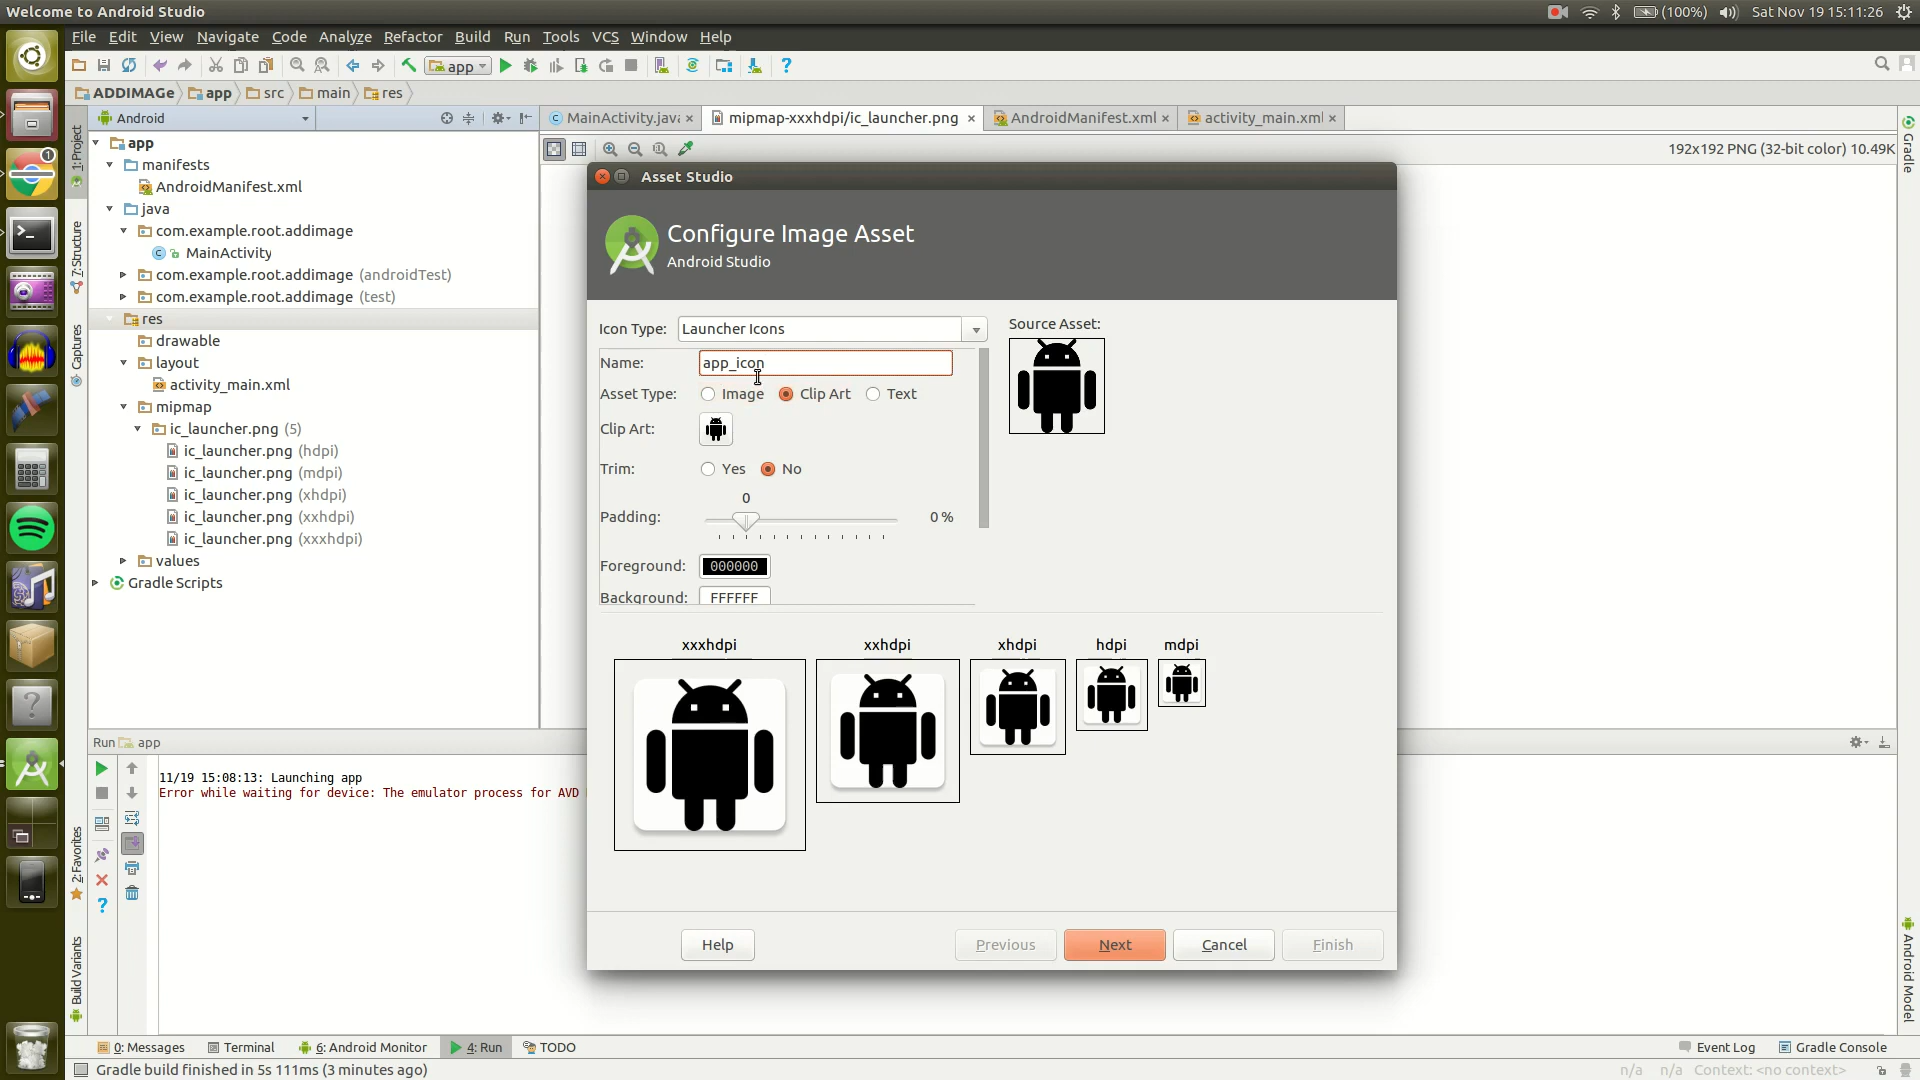 Welcome to Android Studio
(100%)
Sat Nov 19 15:11:26
File Edit View Navigate Code Analyze Refactor Build Run Tools VCS Window Help
app
ADDIMAGe app src main res
Android
MainActivity.java
mipmap-xxxhdpi/ic_launcher.png
AndroidManifest.xml
activity_main.xml
192x192 PNG (32-bit color) 10.49K
1: Project
7: Structure
Captures
2: Favorites
Build Variants
Gradle
Android Model
app
manifests
AndroidManifest.xml
java
com.example.root.addimage
MainActivity
com.example.root.addimage (androidTest)
com.example.root.addimage (test)
res
drawable
layout
activity_main.xml
mipmap
ic_launcher.png (5)
ic_launcher.png (hdpi)
ic_launcher.png (mdpi)
ic_launcher.png (xhdpi)
ic_launcher.png (xxhdpi)
ic_launcher.png (xxxhdpi)
values
Gradle Scripts
Asset Studio
Configure Image Asset
Android Studio
Icon Type: Launcher Icons
Source Asset:
Name: app_icon
Asset Type: Image Clip Art Text
Clip Art:
Trim: Yes No
0
Padding: 0 %
Foreground: 000000
Background: FFFFFF
xxxhdpi xxhdpi xhdpi hdpi mdpi
Help Previous Next Cancel Finish
Run app
11/19 15:08:13: Launching app
Error while waiting for device: The emulator process for AVD
0: Messages Terminal 6: Android Monitor 4: Run TODO
Event Log Gradle Console
Gradle build finished in 5s 111ms (3 minutes ago)
n/a n/a Context: <no context>